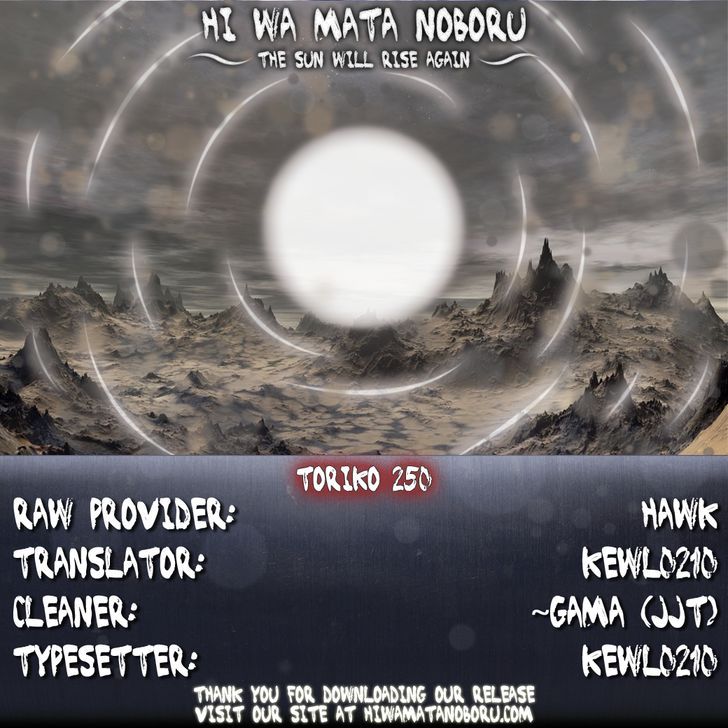 HI WA MATA NOBORU
THE SUN WILL RISE AGAIN
TORIKO 250
RAW PROVIDER: HAWK
TRANSLATOR: KEWL0210
CLEANER: ~GAMA (JJT)
TYPESETTER: KEWL0210
THANK YOU FOR DOWNLOADING OUR RELEASE
VISIT OUR SITE AT HIWAMATANOBORU.COM